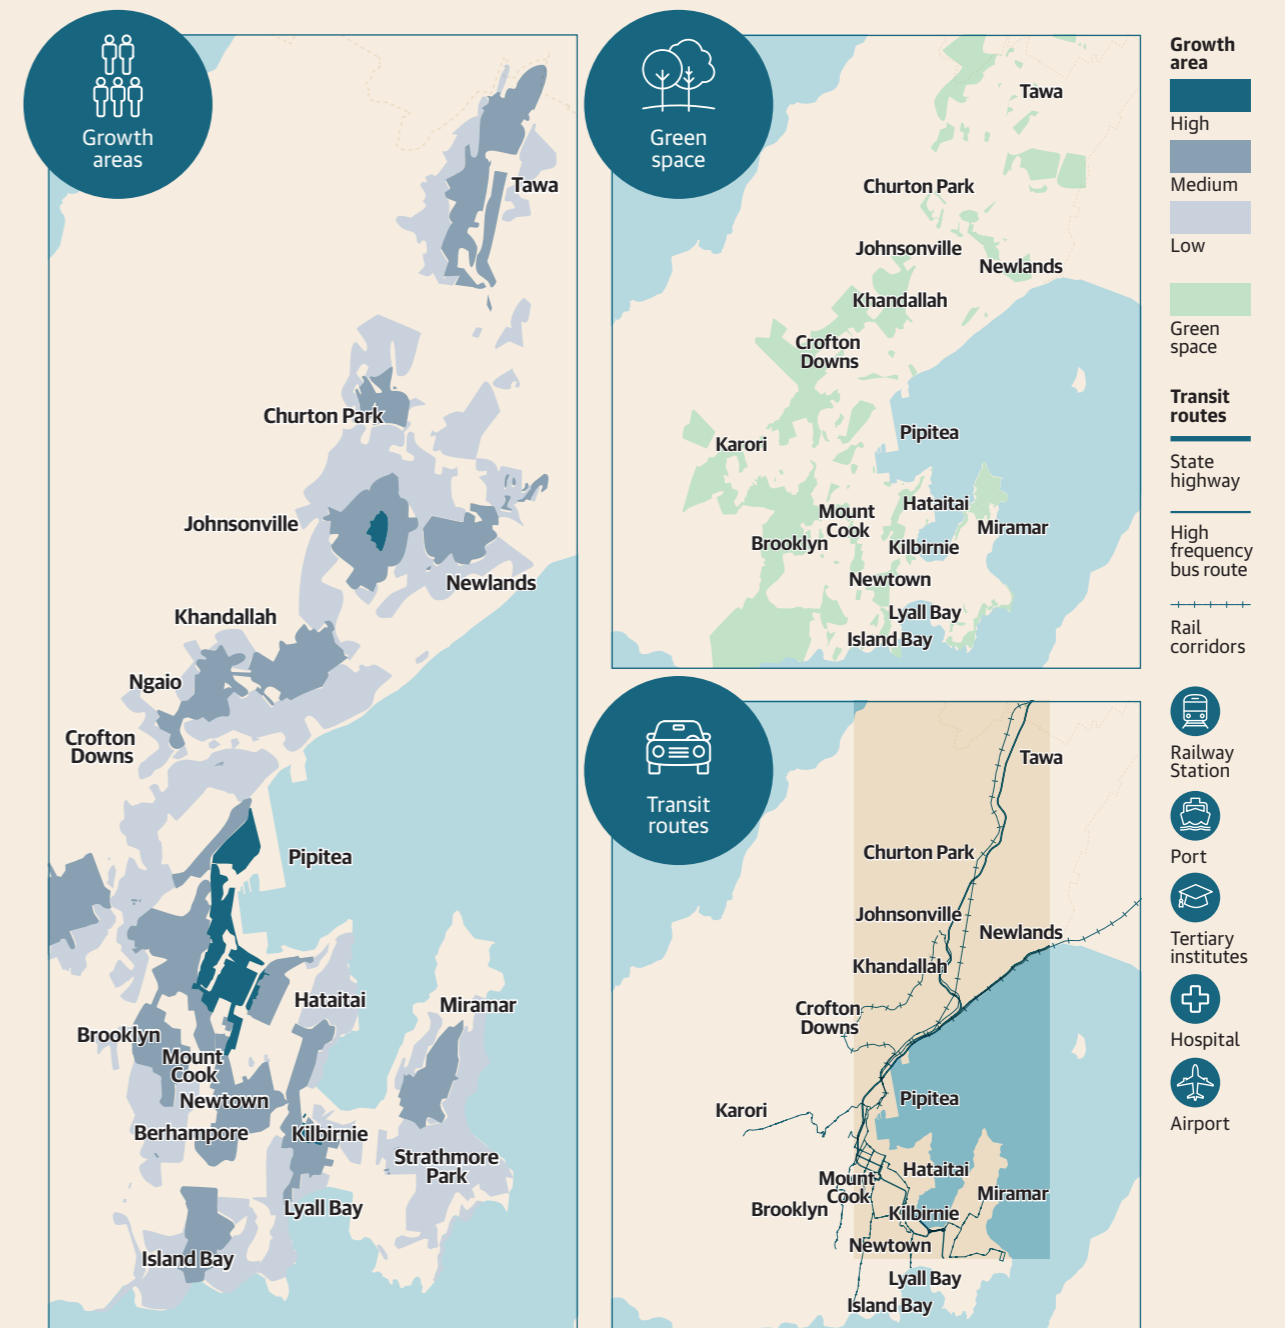 Growth
areas
Tawa
Churton Park
Johnsonville
Newlands
Khandallah
Ngaio
Crofton
Downs
Pipitea
Hataitai
Miramar
Brooklyn
Mount
Cook
Newtown
Berhampore
Kilbirnie
Strathmore
Park
Lyall Bay
Island Bay
Green
space
Tawa
Churton Park
Johnsonville
Newlands
Khandallah
Crofton
Downs
Pipitea
Karori
Hataitai
Mount
Cook
Miramar
Brooklyn
Kilbirnie
Newtown
Lyall Bay
Island Bay
Transit
routes
Tawa
Churton Park
Johnsonville
Newlands
Khandallah
Crofton
Downs
Pipitea
Karori
Hataitai
Mount
Cook
Miramar
Brooklyn
Kilbirnie
Newtown
Lyall Bay
Island Bay
Growth
area
High
Medium
Low
Green
space
Transit
routes
State
highway
High
frequency
bus route
Rail
corridors
Railway
Station
Port
Tertiary
institutes
Hospital
Airport